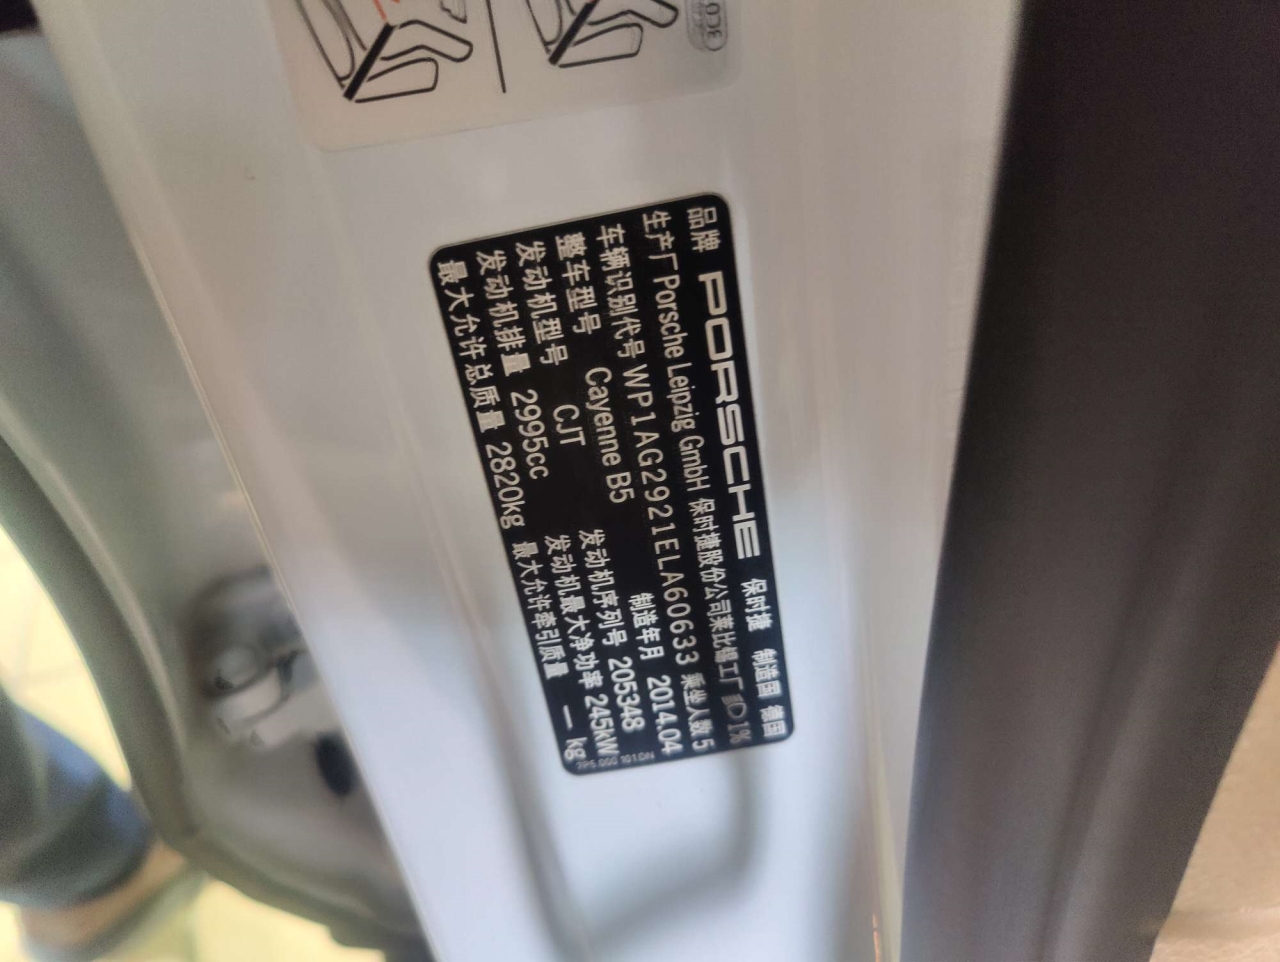 品牌 PORSCHE 保时捷 制造国 德国
生产厂 Porsche Leipzig GmbH 保时捷股份公司莱比锡工厂 1%
车辆识别代号 WP1AG2921ELA60633 乘坐人数 5
整车型号 Cayenne B5 制造年月 2014.04
发动机型号 CJT 发动机序列号 205348
发动机排量 2995cc 发动机最大净功率 245kW
最大允许总质量 2820kg 最大允许牵引质量 — kg